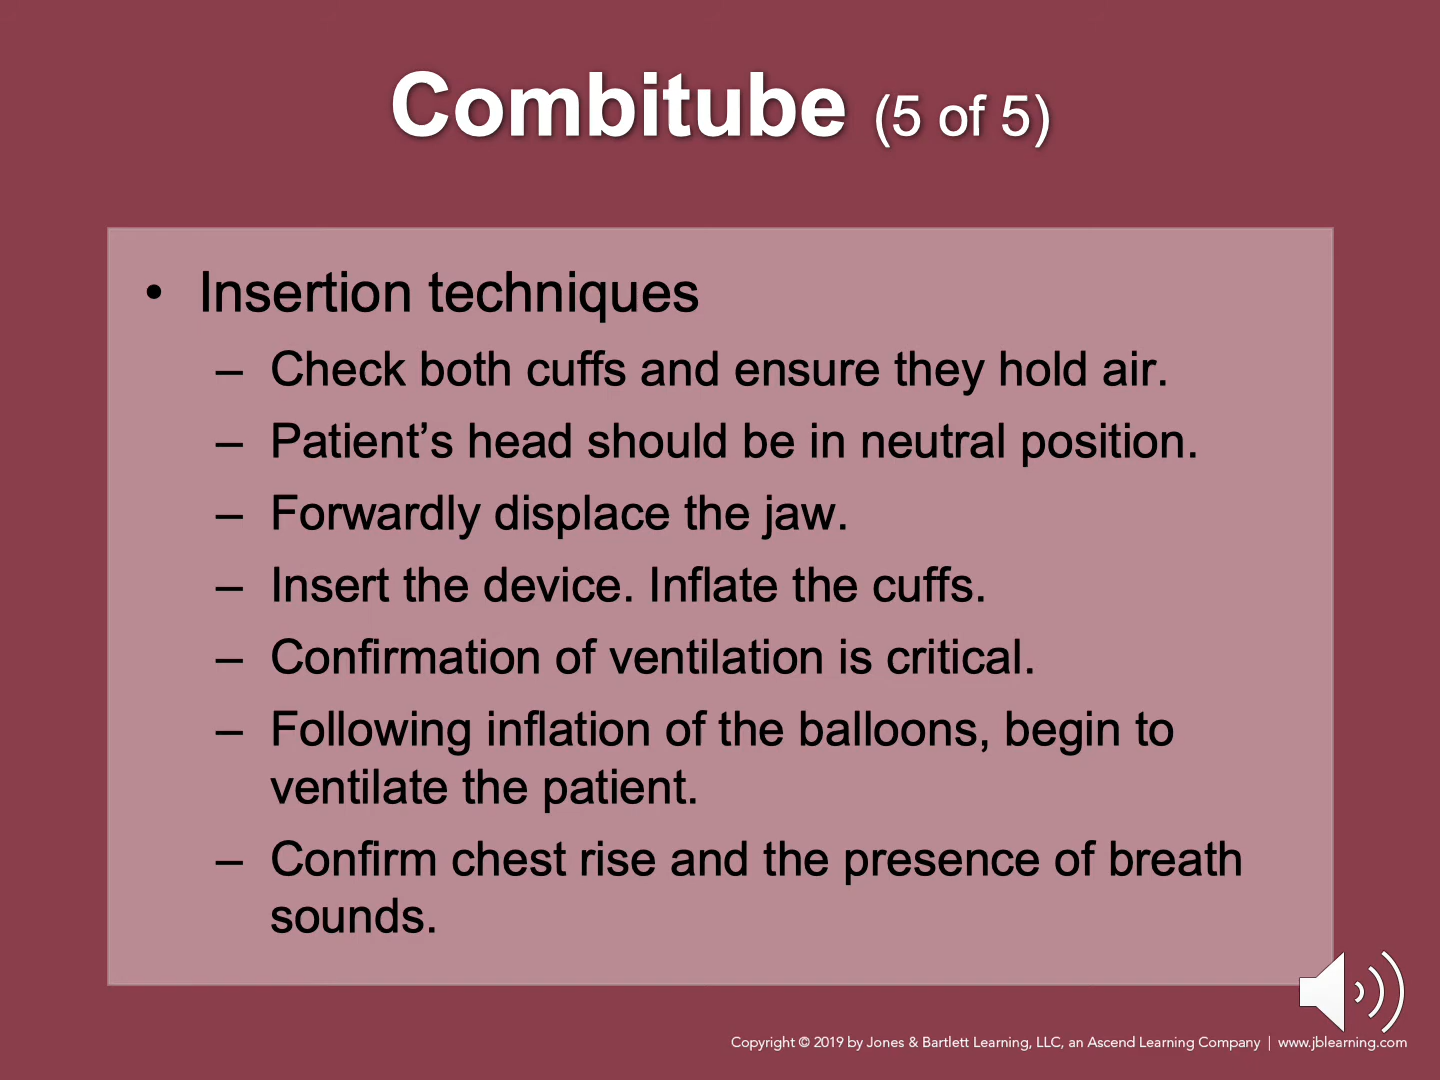 Combitube (5 of 5)
• Insertion techniques
– Check both cuffs and ensure they hold air.
– Patient’s head should be in neutral position.
– Forwardly displace the jaw.
– Insert the device. Inflate the cuffs.
– Confirmation of ventilation is critical.
– Following inflation of the balloons, begin to
ventilate the patient.
– Confirm chest rise and the presence of breath
sounds.
Copyright © 2019 by Jones & Bartlett Learning, LLC, an Ascend Learning Company | www.jblearning.com